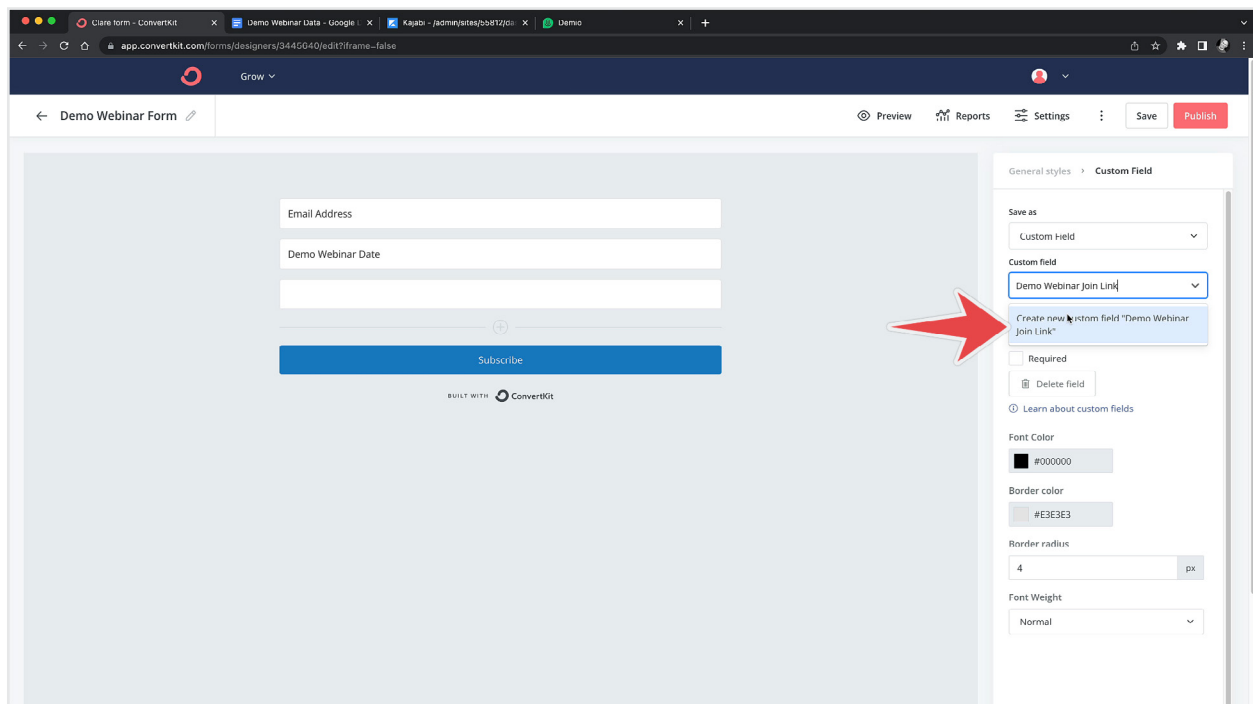 Clare form - ConvertKit
Demo Webinar Data - Google
Kajabi - /admin/sites/55812/da
Demio
app.convertkit.com/forms/designers/3445640/edit?iframe=false
Grow
Demo Webinar Form
Preview
Reports
Settings
Save
Publish
General styles > Custom Field
Email Address
Demo Webinar Date
Subscribe
BUILT WITH ConvertKit
Save as
Custom Field
Custom field
Demo Webinar Join Link
Create new custom field "Demo Webinar
Join Link"
Required
Delete field
Learn about custom fields
Font Color
#000000
Border color
#E3E3E3
Border radius
4
px
Font Weight
Normal